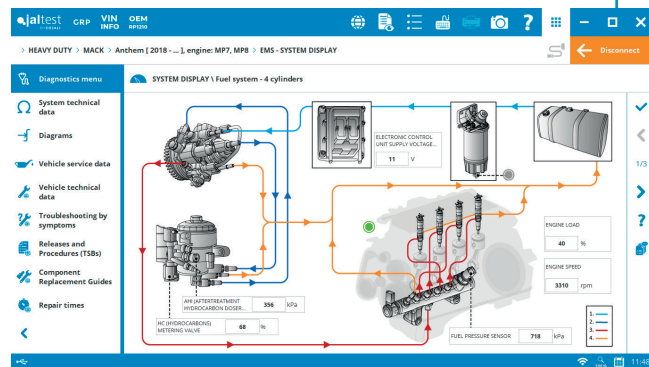 jaltest
GRP
VIN
INFO
OEM
RP1210
> HEAVY DUTY > MACK > Anthem [ 2018 - ... ], engine: MP7, MP8 > EMS - SYSTEM DISPLAY
Disconnect
Diagnostics menu
SYSTEM DISPLAY \ Fuel system - 4 cylinders
System technical
data
Diagrams
Vehicle service data
Vehicle technical
data
Troubleshooting by
symptoms
Releases and
Procedures (TSBs)
Component
Replacement Guides
Repair times
ELECTRONIC CONTROL
UNIT SUPPLY VOLTAGE...
11 V
1/3
?
ENGINE LOAD
40 %
ENGINE SPEED
3310 rpm
AHI (AFTERTREATMENT
HYDROCARBON DOSER...
356 kPa
HC (HYDROCARBONS)
METERING VALVE
68 %
FUEL PRESSURE SENSOR
718 kPa
1.
2.
3.
4.
11:48